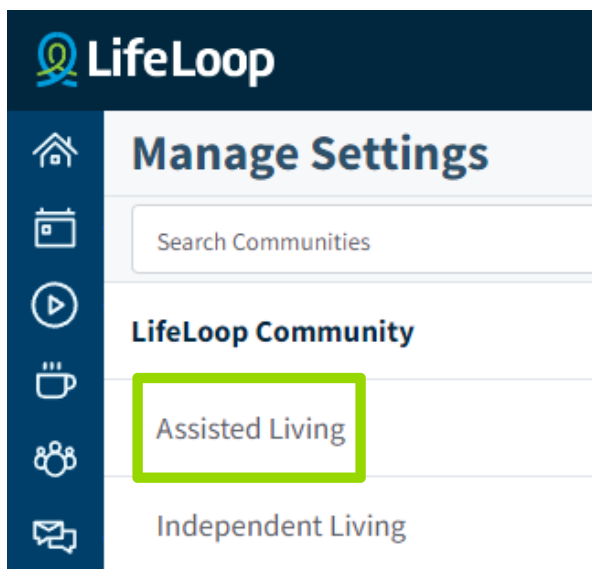 LifeLoop
Manage Settings
Search Communities
LifeLoop Community
Assisted Living
Independent Living